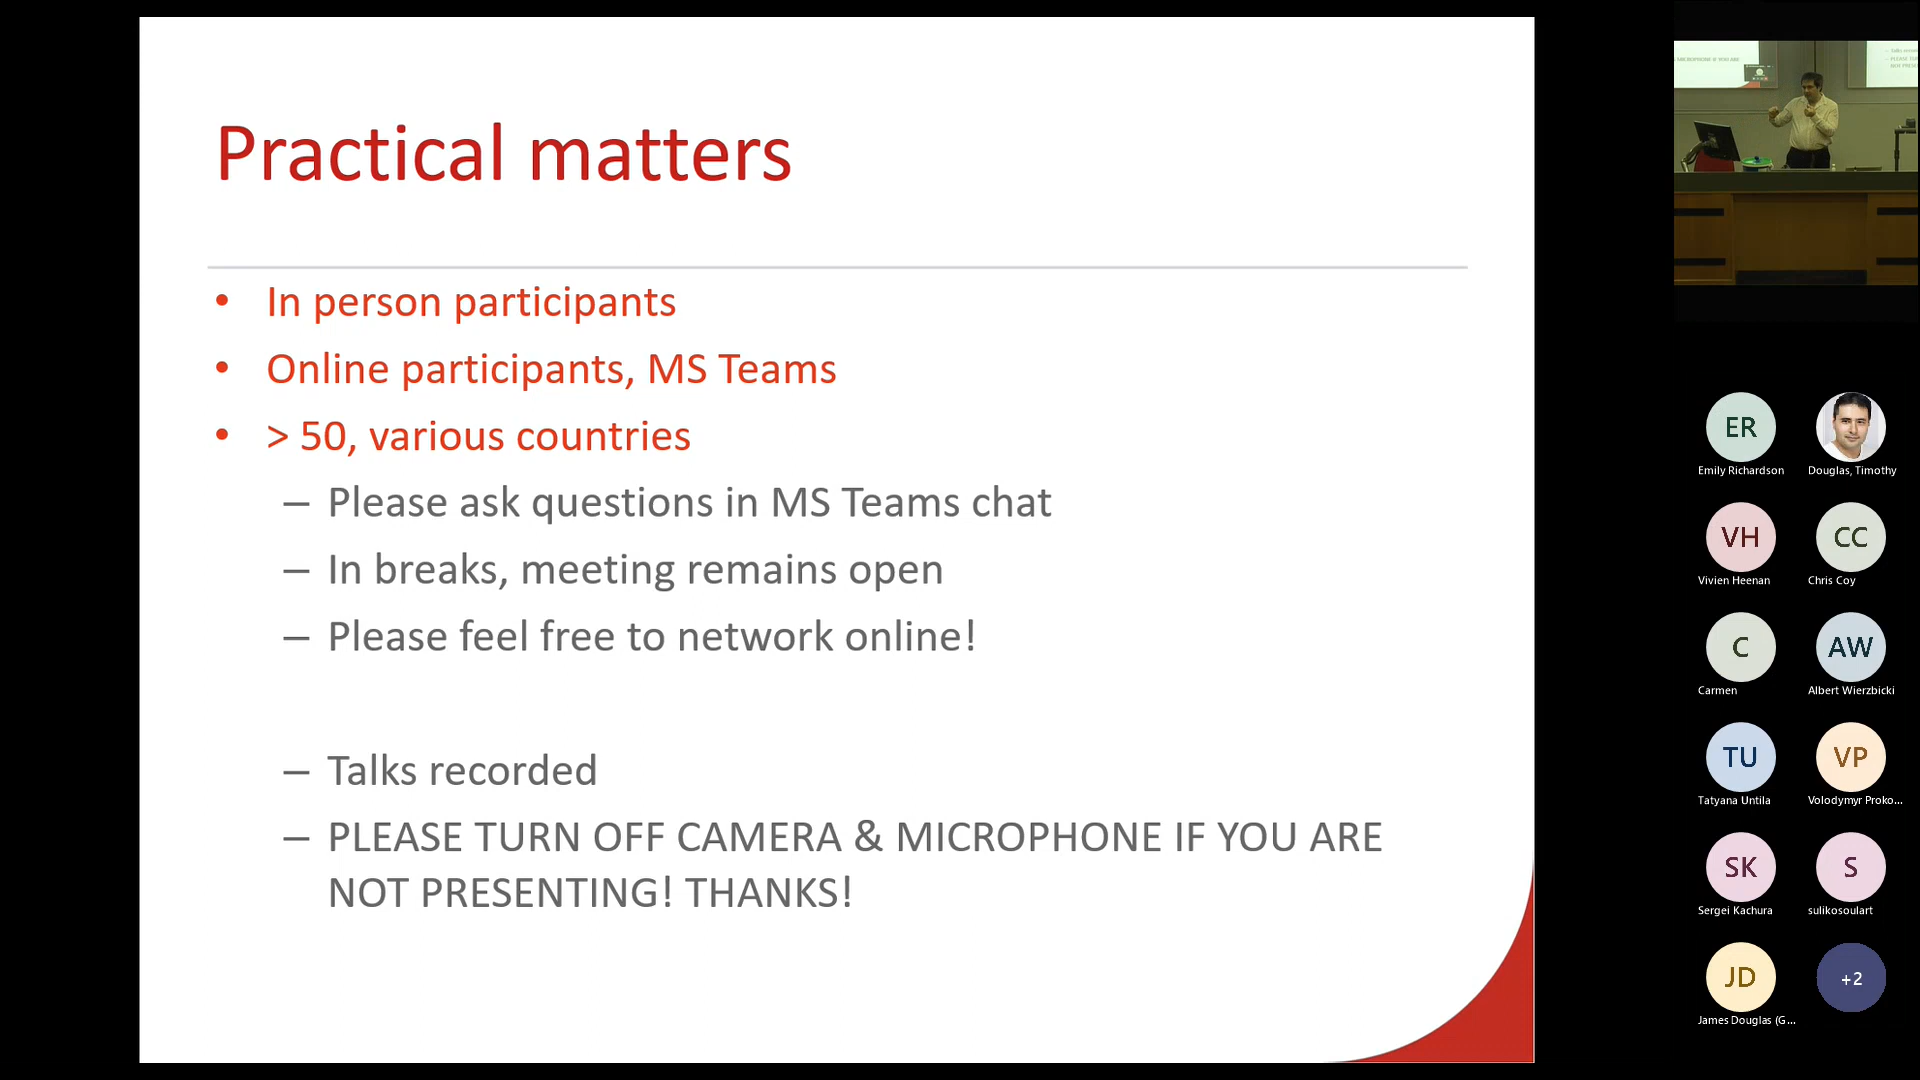 Practical matters
• In person participants
• Online participants, MS Teams
• > 50, various countries
– Please ask questions in MS Teams chat
– In breaks, meeting remains open
– Please feel free to network online!
– Talks recorded
– PLEASE TURN OFF CAMERA & MICROPHONE IF YOU ARE
NOT PRESENTING! THANKS!
ER
Emily Richardson
Douglas, Timothy
VH
Vivien Heenan
CC
Chris Coy
C
Carmen
AW
Albert Wierzbicki
TU
Tatyana Untila
VP
Volodymyr Proko...
SK
Sergei Kachura
S
sulikosoulart
JD
James Douglas (G...
+2